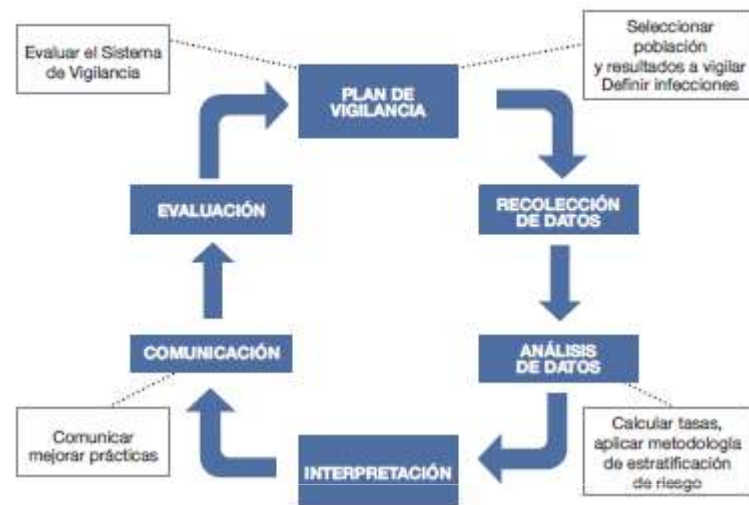 Evaluar el Sistema
de Vigilancia
PLAN DE
VIGILANCIA
Seleccionar
población
y resultados a vigilar
Definir infecciones
EVALUACIÓN
RECOLECCIÓN
DE DATOS
COMUNICACIÓN
ANÁLISIS
DE DATOS
Comunicar
mejorar prácticas
INTERPRETACIÓN
Calcular tasas,
aplicar metodología
de estratificación
de riesgo